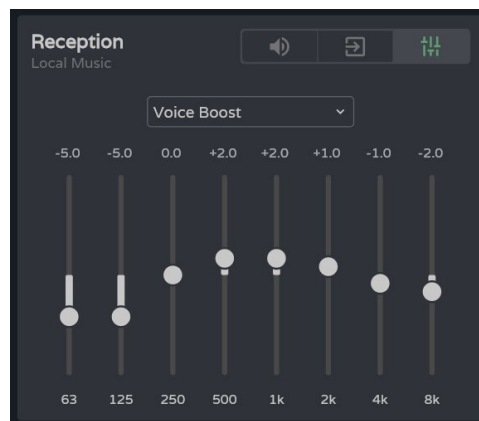 Reception
Local Music
Voice Boost
-5.0 -5.0 0.0 +2.0 +2.0 +1.0 -1.0 -2.0
63 125 250 500 1k 2k 4k 8k